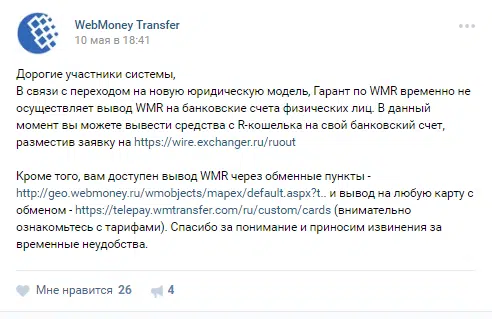 WebMoney Transfer
10 мая в 18:41
Дорогие участники системы,
В связи с переходом на новую юридическую модель, Гарант по WMR временно не
осуществляет вывод WMR на банковские счета физических лиц. В данный
момент вы можете вывести средства с R-кошелька на свой банковский счет,
разместив заявку на https://wire.exchanger.ru/ruout
Кроме того, вам доступен вывод WMR через обменные пункты -
http://geo.webmoney.ru/wmobjects/mapex/default.aspx?t.. и вывод на любую карту с
обменом - https://telepay.wmtransfer.com/ru/custom/cards (внимательно
ознакомьтесь с тарифами). Спасибо за понимание и приносим извинения за
временные неудобства.
Мне нравится 26 4